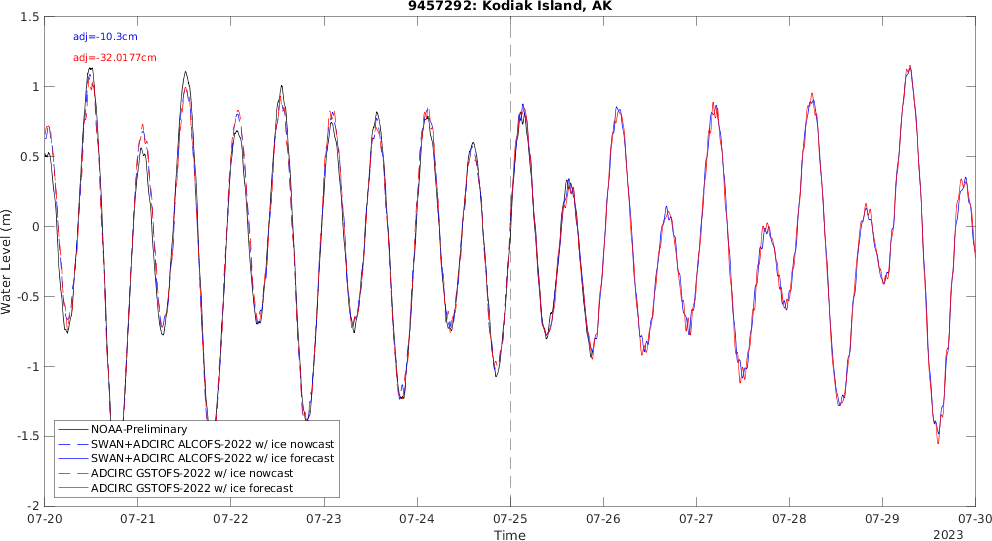 9457292: Kodiak Island, AK
adj=-10.3cm
adj=-32.0177cm
1.5
1
0.5
0
-0.5
-1
-1.5
-2
Water Level (m)
NOAA-Preliminary
SWAN+ADCIRC ALCOFS-2022 w/ ice nowcast
SWAN+ADCIRC ALCOFS-2022 w/ ice forecast
ADCIRC GSTOFS-2022 w/ ice nowcast
ADCIRC GSTOFS-2022 w/ ice forecast
07-20 07-21 07-22 07-23 07-24 07-25 07-26 07-27 07-28 07-29 07-30
Time
2023